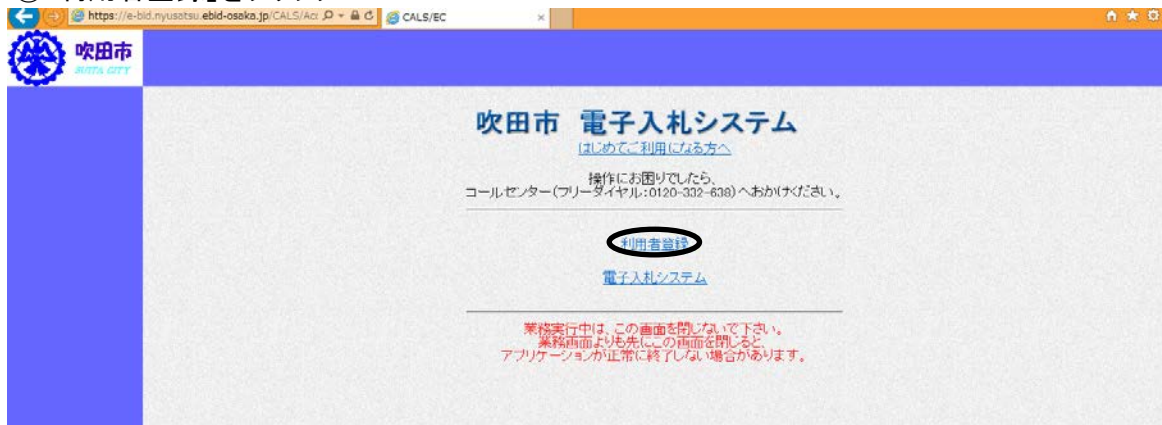 https://e-bid.nyusatsu.ebid-osaka.jp/CALS/Acc
CALS/EC
吹田市
SUITA CITY
吹田市 電子入札システム
はじめてご利用になる方へ
操作にお困りでしたら、
コールセンター(フリーダイヤル:0120-332-638)へおかけください。
利用者登録
電子入札システム
業務実行中は、この画面を閉じないで下さい。
業務画面よりも先にこの画面を閉じると、
アプリケーションが正常に終了しない場合があります。